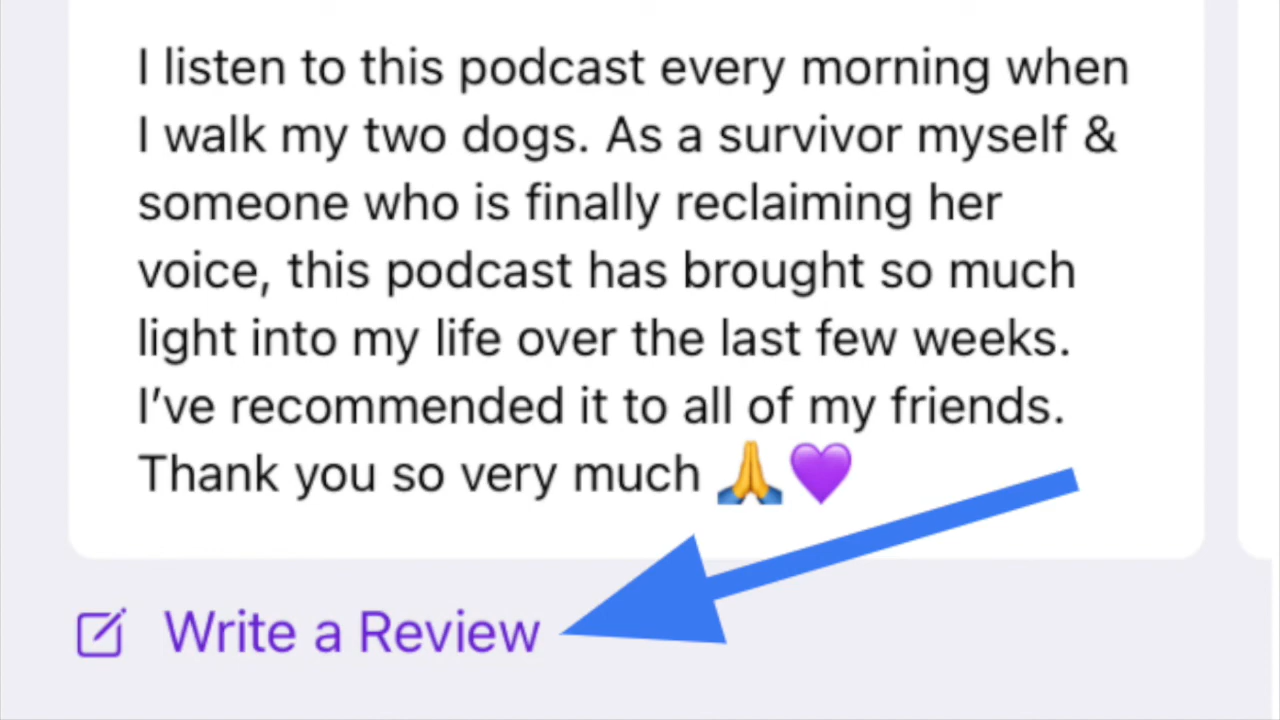 I listen to this podcast every morning when
I walk my two dogs. As a survivor myself &
someone who is finally reclaiming her
voice, this podcast has brought so much
light into my life over the last few weeks.
I’ve recommended it to all of my friends.
Thank you so very much 🙏💜
Write a Review